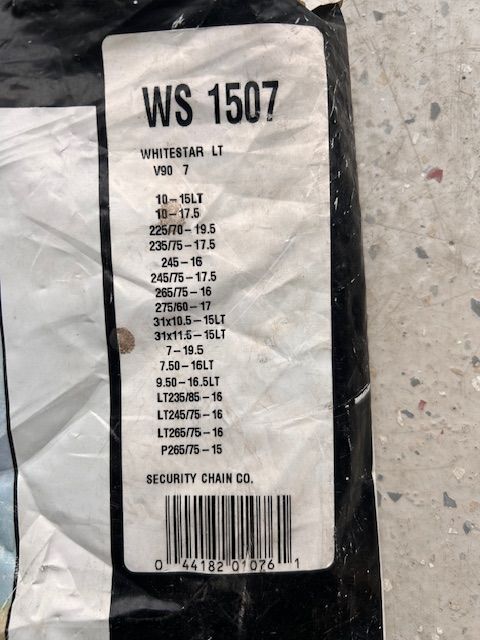 WS 1507
WHITESTAR LT
V90 7
10-15LT
10-17.5
225/70-19.5
235/75-17.5
245-16
245/75-17.5
265/75-16
275/60-17
31x10.5-15LT
31x11.5-15LT
7-19.5
7.50-16LT
9.50-16.5LT
LT235/85-16
LT245/75-16
LT265/75-16
P265/75-15
SECURITY CHAIN CO.
0 44182 01076 1